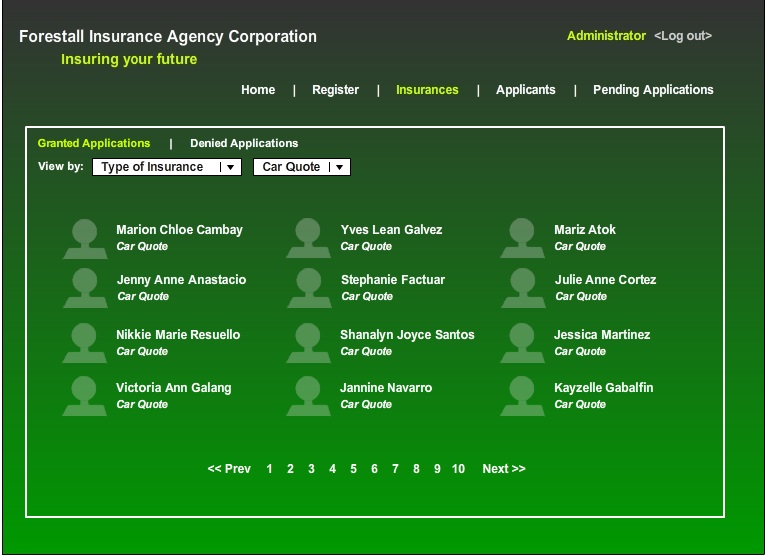 Forestall Insurance Agency Corporation
Administrator <Log out>
Insuring your future
Home | Register | Insurances | Applicants | Pending Applications
Granted Applications | Denied Applications
View by: Type of Insurance Car Quote
Marion Chloe Cambay Yves Lean Galvez Mariz Atok
Car Quote Car Quote Car Quote
Jenny Anne Anastacio Stephanie Factuar Julie Anne Cortez
Car Quote Car Quote Car Quote
Nikkie Marie Resuello Shanalyn Joyce Santos Jessica Martinez
Car Quote Car Quote Car Quote
Victoria Ann Galang Jannine Navarro Kayzelle Gabalfin
Car Quote Car Quote Car Quote
<< Prev 1 2 3 4 5 6 7 8 9 10 Next >>